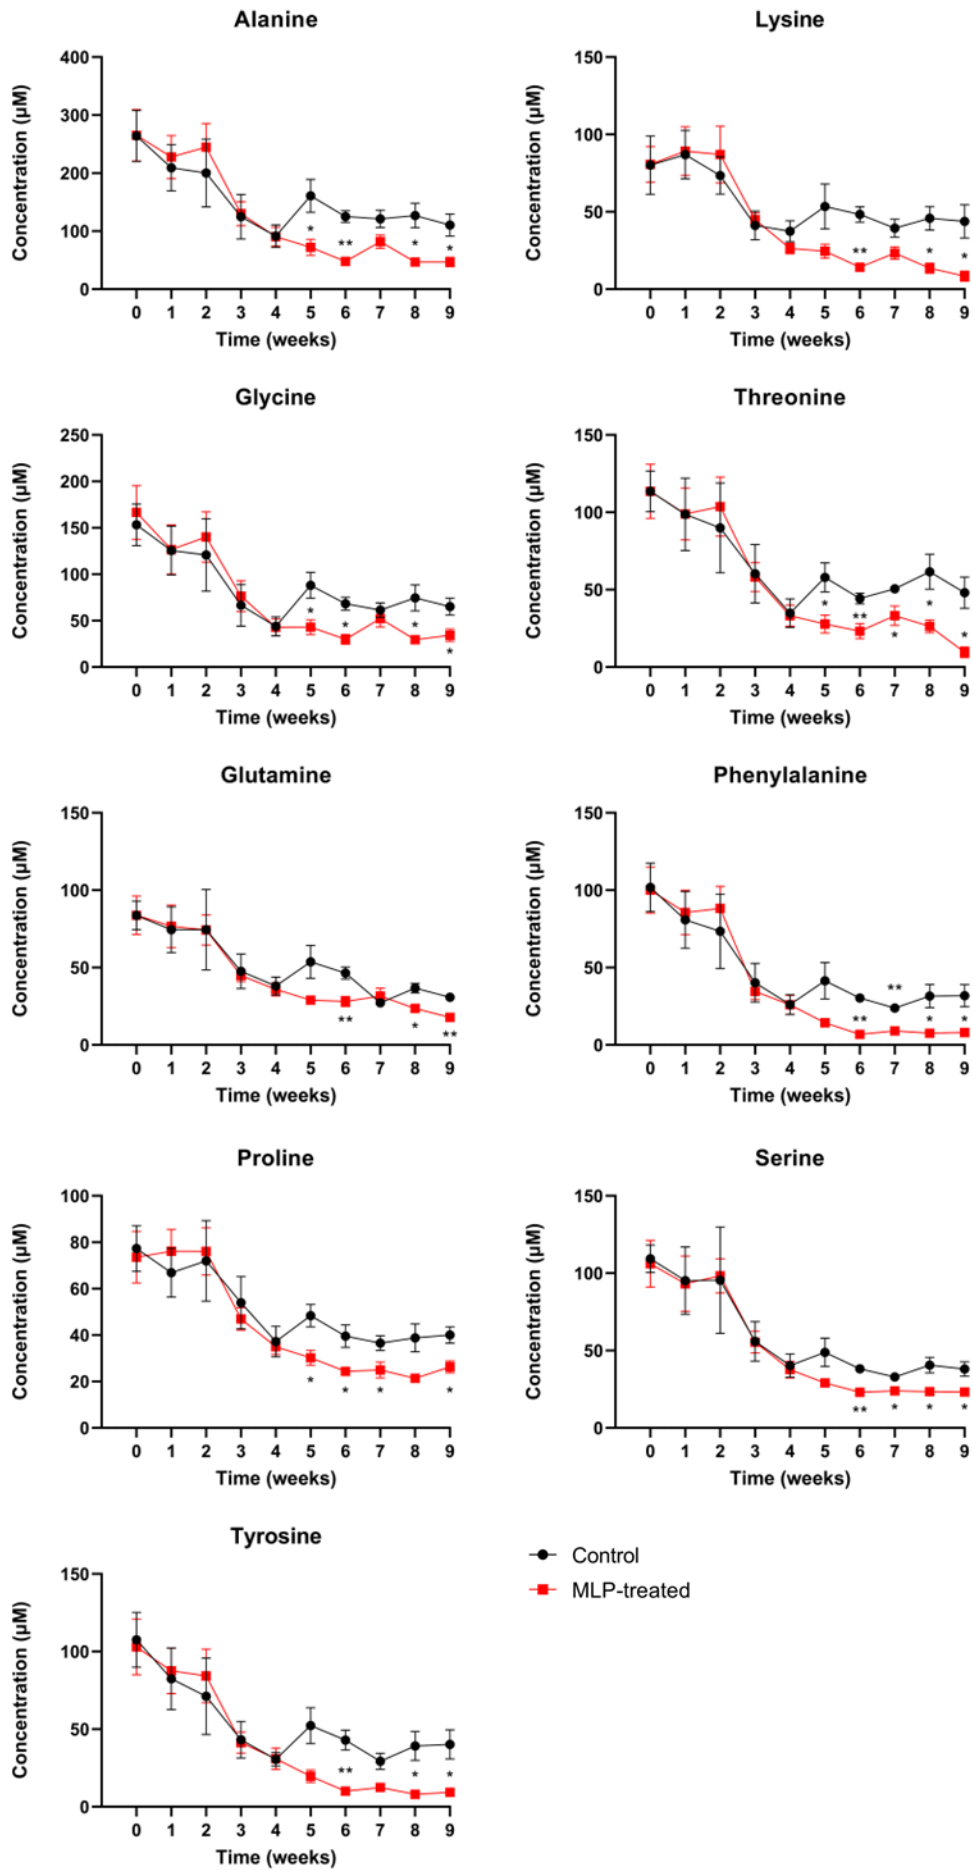 Alanine
Concentration (µM)
400
300
200
100
0
*
**
*
*
0 1 2 3 4 5 6 7 8 9
Time (weeks)
Lysine
Concentration (µM)
150
100
50
0
**
*
*
0 1 2 3 4 5 6 7 8 9
Time (weeks)
Glycine
Concentration (µM)
250
200
150
100
50
0
*
*
*
*
0 1 2 3 4 5 6 7 8 9
Time (weeks)
Threonine
Concentration (µM)
150
100
50
0
*
**
*
*
*
0 1 2 3 4 5 6 7 8 9
Time (weeks)
Glutamine
Concentration (µM)
150
100
50
0
**
*
**
0 1 2 3 4 5 6 7 8 9
Time (weeks)
Phenylalanine
Concentration (µM)
150
100
50
0
**
**
*
*
0 1 2 3 4 5 6 7 8 9
Time (weeks)
Proline
Concentration (µM)
100
80
60
40
20
0
*
*
*
*
0 1 2 3 4 5 6 7 8 9
Time (weeks)
Serine
Concentration (µM)
150
100
50
0
**
*
*
*
0 1 2 3 4 5 6 7 8 9
Time (weeks)
Tyrosine
Concentration (µM)
150
100
50
0
**
*
*
0 1 2 3 4 5 6 7 8 9
Time (weeks)
Control
MLP-treated